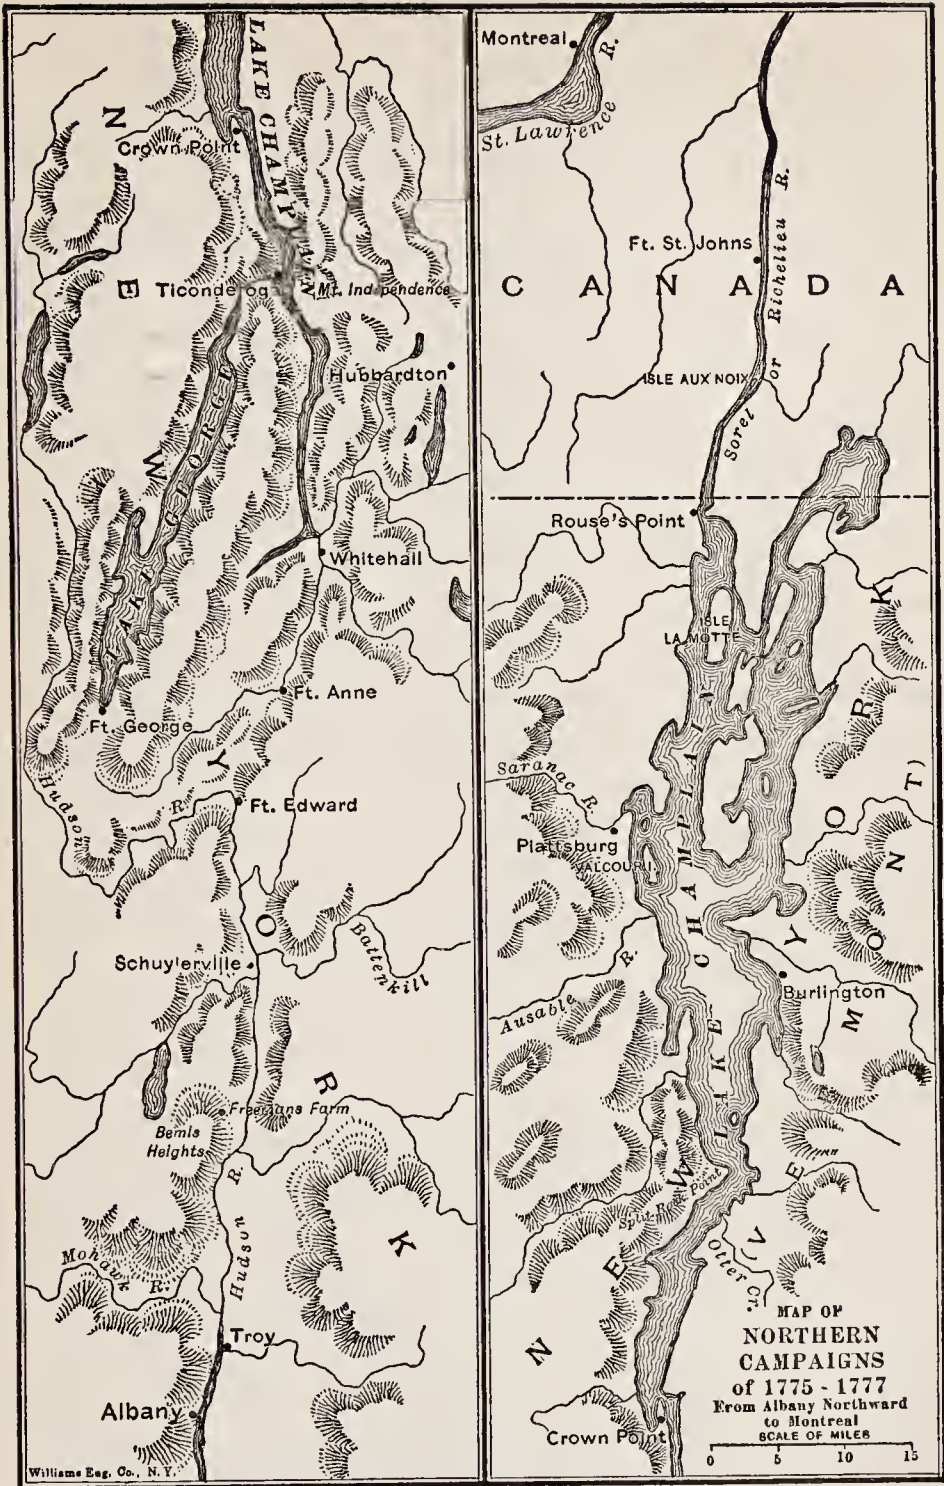 LAKE CHAMPLAIN
Crown Point
Ticonderoga
Mt. Independence
Hubbardton
LAKE GEORGE
Whitehall
Ft. Anne
Ft. George
Hudson
R.
Ft. Edward
Battenkill
Schuylerville
Freemans Farm
Bemis
Heights
Mohawk
R.
Hudson
R.
Troy
Albany
NEW YORK
Williams Eng. Co., N.Y.
Montreal
St. Lawrence
R.
Ft. St. Johns
CANADA
Richelieu R.
or
Sorel
ISLE AUX NOIX
Rouse's Point
ISLE
LA MOTTE
Saranac R.
Plattsburg
VALCOUR I.
LAKE CHAMPLAIN
Ausable R.
Burlington
Split Rock Point
Otter Cr.
NEW YORK
(VERMONT)
Crown Point
MAP OF
NORTHERN
CAMPAIGNS
of 1775 - 1777
From Albany Northward
to Montreal
SCALE OF MILES
0 5 10 15